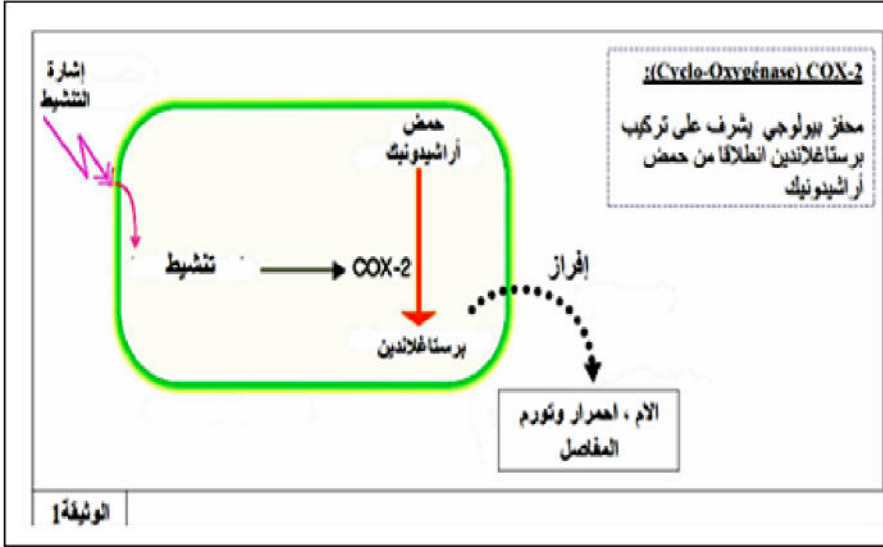 (Cyclo-Oxygénase) COX-2:
محفز بيولوجي يشرف على تركيب
برستاغلاندين انطلاقا من حمض
أراشيدونيك
إشارة
التنشيط
حمض
أراشيدونيك
تنشيط
COX-2
إفراز
برستاغلاندين
الام ، احمرار وتورم
المفاصل
الوثيقة1